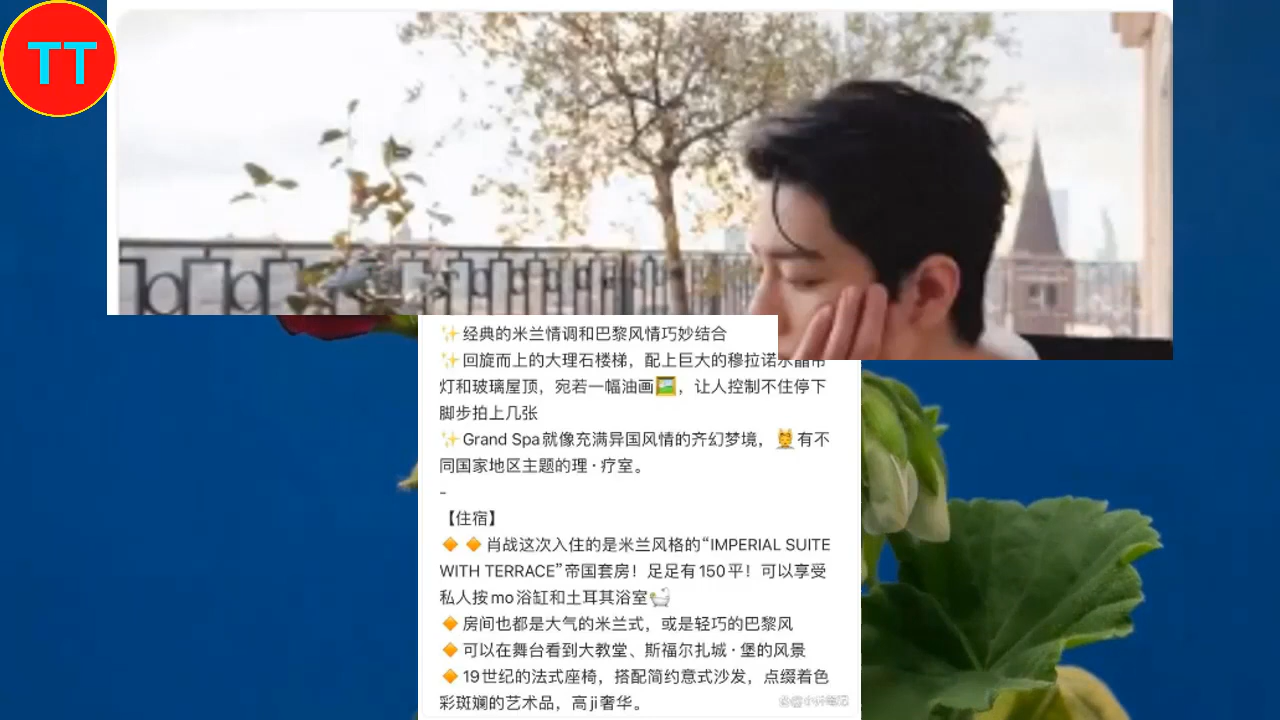 TT
✨经典的米兰情调和巴黎风情巧妙结合
✨回旋而上的大理石楼梯，配上巨大的穆拉诺水晶吊
灯和玻璃屋顶，宛若一幅油画🖼️，让人控制不住停下
脚步拍上几张
✨Grand Spa就像充满异国风情的齐幻梦境，💆有不
同国家地区主题的理·疗室。
-
【住宿】
🔸🔸肖战这次入住的是米兰风格的“IMPERIAL SUITE
WITH TERRACE”帝国套房！足足有150平！可以享受
私人按mo浴缸和土耳其浴室🛀
🔸房间也都是大气的米兰式，或是轻巧的巴黎风
🔸可以在舞台看到大教堂、斯福尔扎城·堡的风景
🔸19世纪的法式座椅，搭配简约意式沙发，点缀着色
彩斑斓的艺术品，高ji奢华。